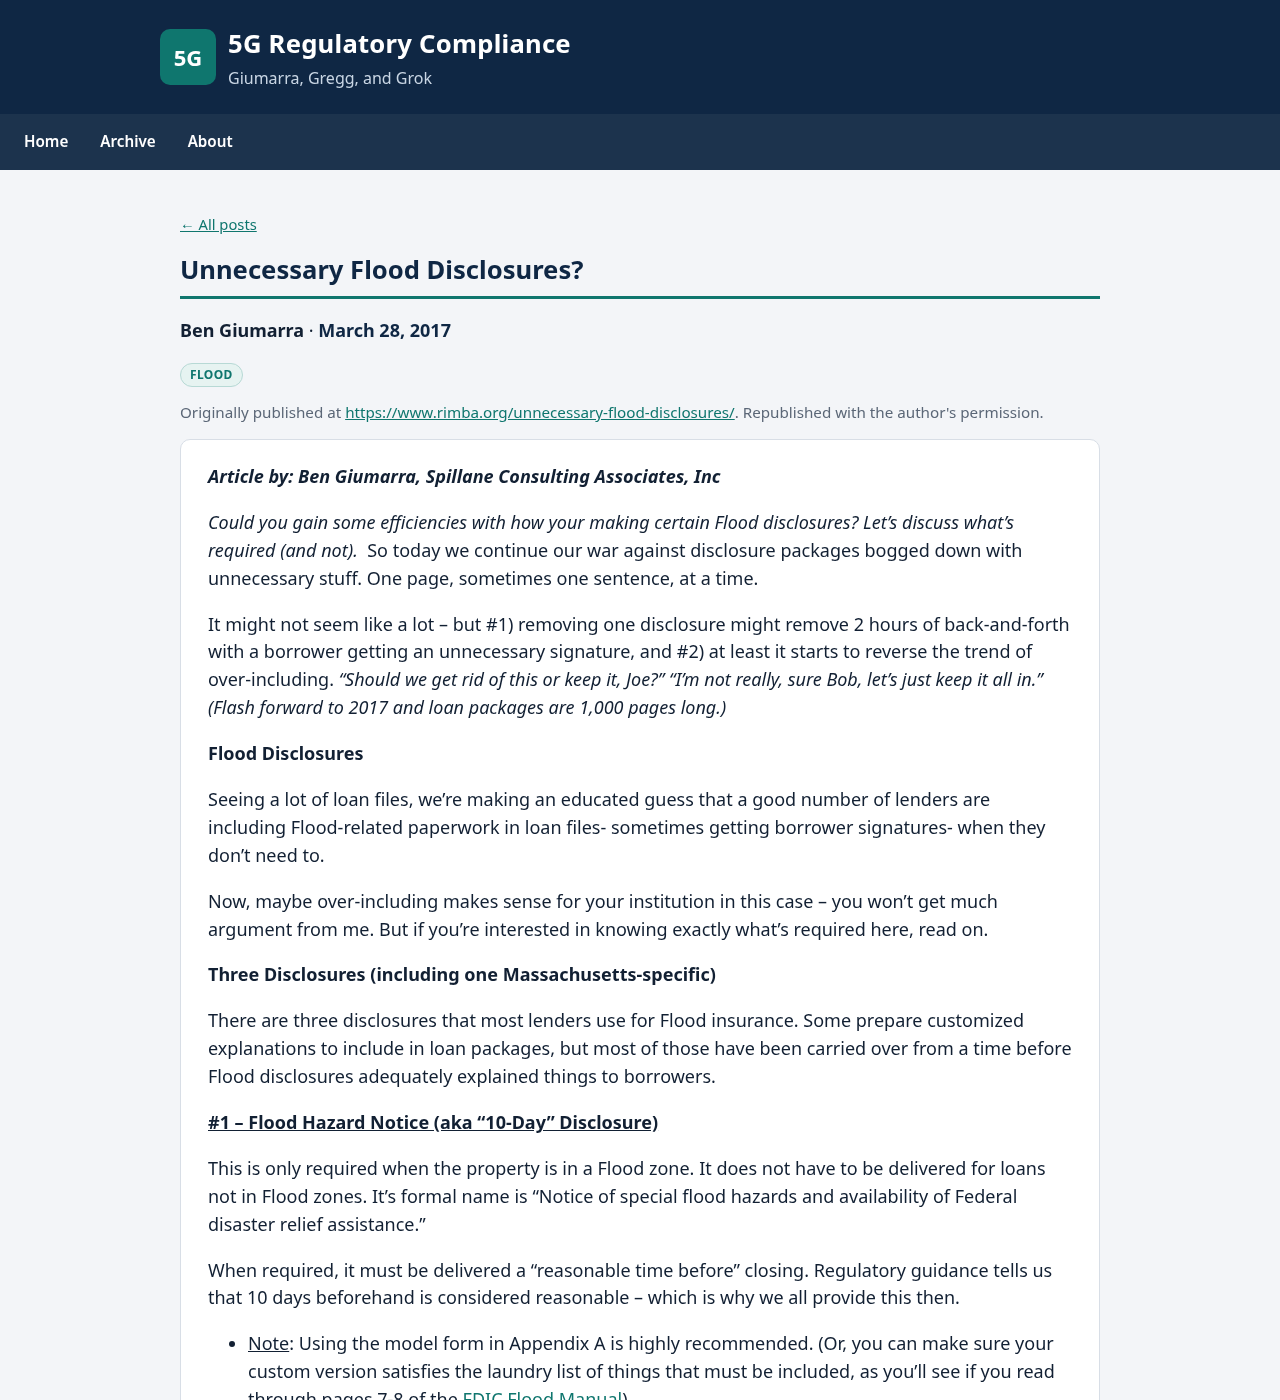 5G
5G Regulatory Compliance
Giumarra, Gregg, and Grok
Home Archive About
← All posts
Unnecessary Flood Disclosures?
Ben Giumarra · March 28, 2017
FLOOD
Originally published at https://www.rimba.org/unnecessary-flood-disclosures/. Republished with the author's permission.
Article by: Ben Giumarra, Spillane Consulting Associates, Inc
Could you gain some efficiencies with how your making certain Flood disclosures? Let’s discuss what’s
required (and not).  So today we continue our war against disclosure packages bogged down with
unnecessary stuff. One page, sometimes one sentence, at a time.
It might not seem like a lot – but #1) removing one disclosure might remove 2 hours of back-and-forth
with a borrower getting an unnecessary signature, and #2) at least it starts to reverse the trend of
over-including. “Should we get rid of this or keep it, Joe?” “I’m not really, sure Bob, let’s just keep it all in.”
(Flash forward to 2017 and loan packages are 1,000 pages long.)
Flood Disclosures
Seeing a lot of loan files, we’re making an educated guess that a good number of lenders are
including Flood-related paperwork in loan files- sometimes getting borrower signatures- when they
don’t need to.
Now, maybe over-including makes sense for your institution in this case – you won’t get much
argument from me. But if you’re interested in knowing exactly what’s required here, read on.
Three Disclosures (including one Massachusetts-specific)
There are three disclosures that most lenders use for Flood insurance. Some prepare customized
explanations to include in loan packages, but most of those have been carried over from a time before
Flood disclosures adequately explained things to borrowers.
#1 – Flood Hazard Notice (aka “10-Day” Disclosure)
This is only required when the property is in a Flood zone. It does not have to be delivered for loans
not in Flood zones. It’s formal name is “Notice of special flood hazards and availability of Federal
disaster relief assistance.”
When required, it must be delivered a “reasonable time before” closing. Regulatory guidance tells us
that 10 days beforehand is considered reasonable – which is why we all provide this then.
• Note: Using the model form in Appendix A is highly recommended. (Or, you can make sure your
custom version satisfies the laundry list of things that must be included, as you’ll see if you read
through pages 7-8 of the FDIC Flood Manual)